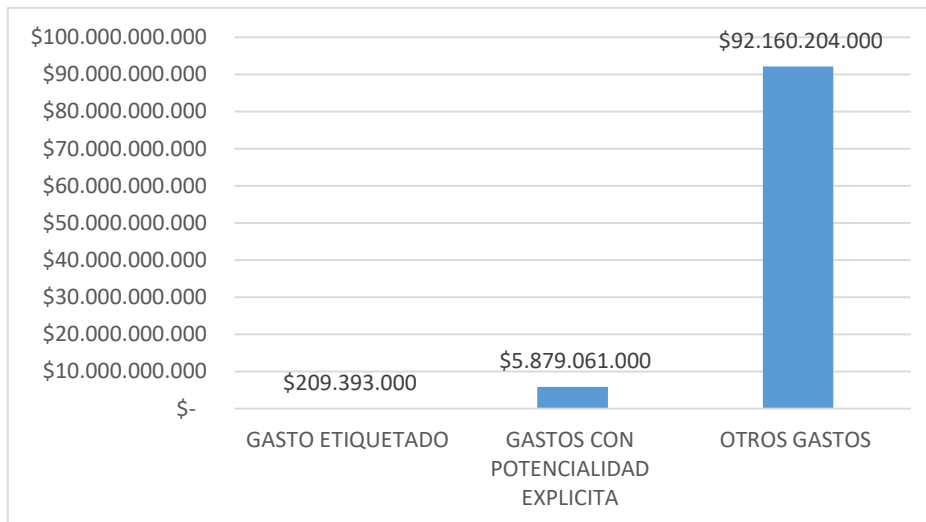 $100.000.000.000
$90.000.000.000
$80.000.000.000
$70.000.000.000
$60.000.000.000
$50.000.000.000
$40.000.000.000
$30.000.000.000
$20.000.000.000
$10.000.000.000
$-
$209.393.000
$5.879.061.000
$92.160.204.000
GASTO ETIQUETADO
GASTOS CON
POTENCIALIDAD
EXPLICITA
OTROS GASTOS